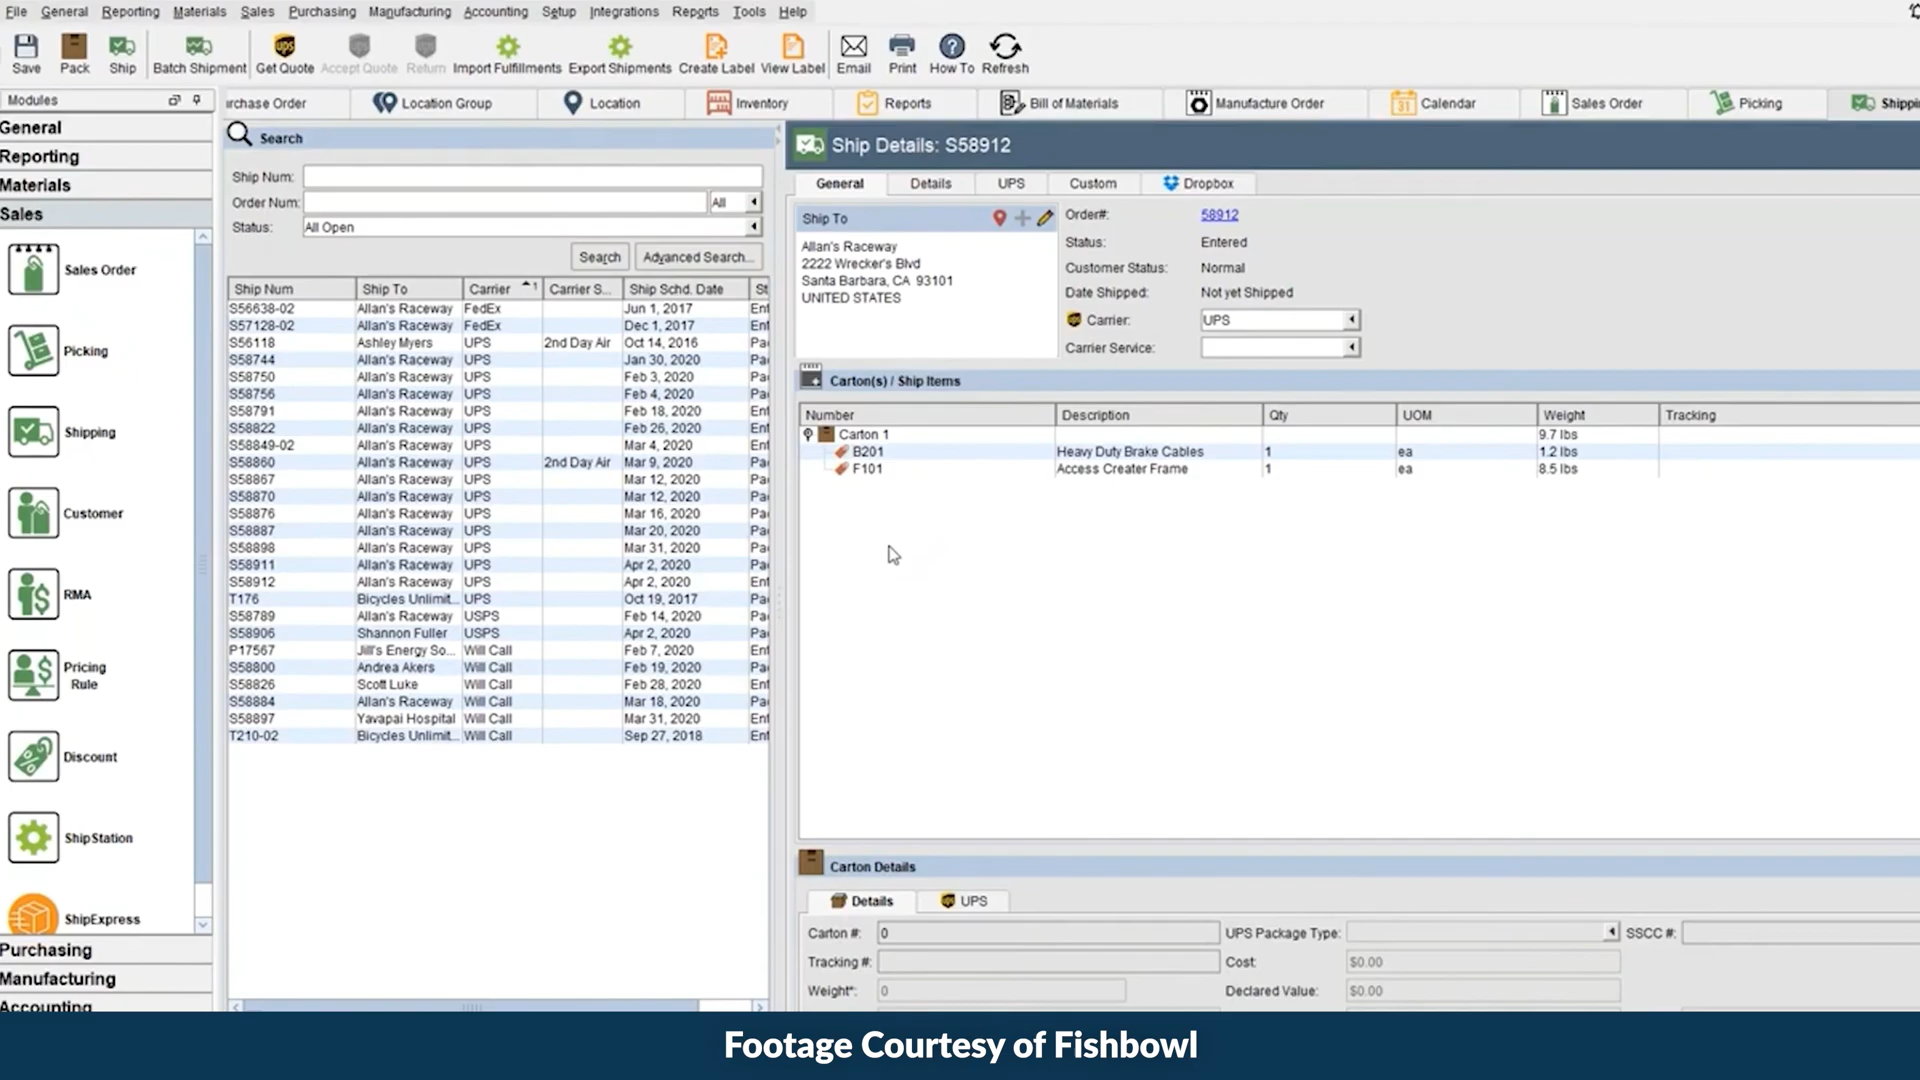 File General Reporting Materials Sales Purchasing Manufacturing Accounting Setup Integrations Reports Tools Help
Save Pack Ship Batch Shipment Get Quote Accept Quote Return Import Fulfillments Export Shipments Create Label View Label Email Print How To Refresh
Modules
urchase Order Location Group Location Inventory Reports Bill of Materials Manufacture Order Calendar Sales Order Picking Shippi
General
Reporting
Materials
Sales
Sales Order
Picking
Shipping
Customer
RMA
Pricing
Rule
Discount
ShipStation
ShipExpress
Purchasing
Manufacturing
Accounting
Search
Ship Num:
Order Num: All
Status: All Open
Search Advanced Search...
Ship Num Ship To Carrier 1 Carrier S... Ship Schd. Date St
S56638-02 Allan's Raceway FedEx Jun 1, 2017 Ent
S57128-02 Allan's Raceway FedEx Dec 1, 2017 Ent
S56118 Ashley Myers UPS 2nd Day Air Oct 14, 2016 Pa
S58744 Allan's Raceway UPS Jan 30, 2020 Pa
S58750 Allan's Raceway UPS Feb 3, 2020 Pa
S58756 Allan's Raceway UPS Feb 4, 2020 Pa
S58791 Allan's Raceway UPS Feb 18, 2020 Ent
S58822 Allan's Raceway UPS Feb 26, 2020 Ent
S58849-02 Allan's Raceway UPS Mar 4, 2020 Ent
S58860 Allan's Raceway UPS 2nd Day Air Mar 9, 2020 Pa
S58867 Allan's Raceway UPS Mar 12, 2020 Pa
S58870 Allan's Raceway UPS Mar 12, 2020 Pa
S58876 Allan's Raceway UPS Mar 16, 2020 Pa
S58887 Allan's Raceway UPS Mar 20, 2020 Pa
S58898 Allan's Raceway UPS Mar 31, 2020 Pa
S58911 Allan's Raceway UPS Apr 2, 2020 Pa
S58912 Allan's Raceway UPS Apr 2, 2020 Ent
T176 Bicycles Unlimit... UPS Oct 19, 2017 Pa
S58789 Allan's Raceway USPS Feb 14, 2020 Ent
S58906 Shannon Fuller USPS Apr 2, 2020 Pa
P17567 Jill's Energy So... Will Call Feb 7, 2020 Ent
S58800 Andrea Akers Will Call Feb 19, 2020 Pa
S58826 Scott Luke Will Call Feb 28, 2020 Ent
S58884 Allan's Raceway Will Call Mar 18, 2020 Pa
S58897 Yavapai Hospital Will Call Mar 31, 2020 Ent
T210-02 Bicycles Unlimit... Will Call Sep 27, 2018 Ent
Ship Details: S58912
General Details UPS Custom Dropbox
Ship To
Allan's Raceway
2222 Wrecker's Blvd
Santa Barbara, CA 93101
UNITED STATES
Order#: 58912
Status: Entered
Customer Status: Normal
Date Shipped: Not yet Shipped
Carrier: UPS
Carrier Service:
Carton(s) / Ship Items
Number Description Qty UOM Weight Tracking
Carton 1 9.7 lbs
B201 Heavy Duty Brake Cables 1 ea 1.2 lbs
F101 Access Creater Frame 1 ea 8.5 lbs
Carton Details
Details UPS
Carton #: 0 UPS Package Type: SSCC #:
Tracking #: Cost: $0.00
Weight*: 0 Declared Value: $0.00
Footage Courtesy of Fishbowl